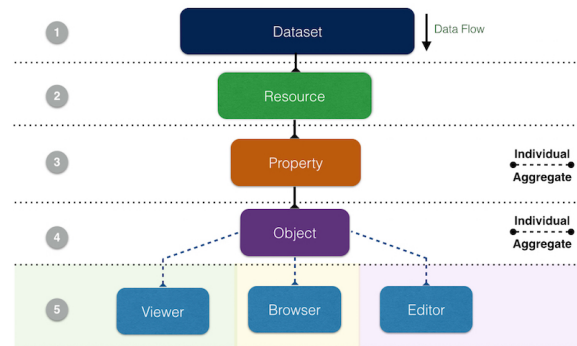 1
Dataset
Data Flow
2
Resource
3
Property
Individual
Aggregate
4
Object
Individual
Aggregate
5
Viewer
Browser
Editor